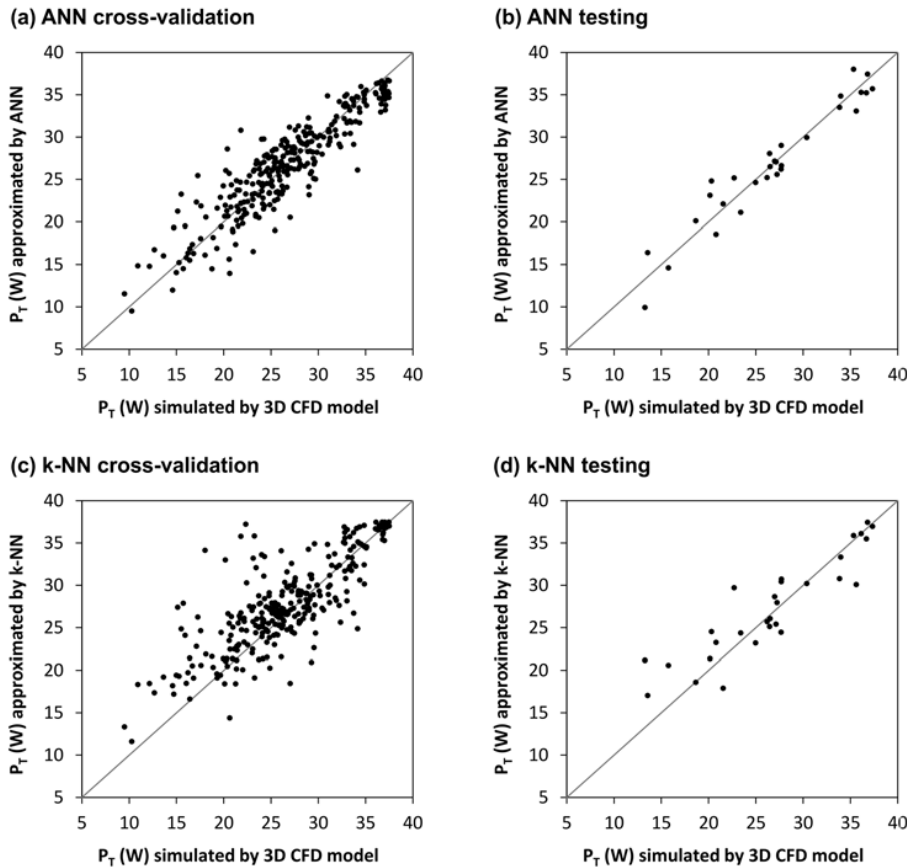 (a) ANN cross-validation
40
35
30
25
20
15
10
5
5 10 15 20 25 30 35 40
P_T (W) approximated by ANN
P_T (W) simulated by 3D CFD model
(b) ANN testing
40
35
30
25
20
15
10
5
5 10 15 20 25 30 35 40
P_T (W) approximated by ANN
P_T (W) simulated by 3D CFD model
(c) k-NN cross-validation
40
35
30
25
20
15
10
5
5 10 15 20 25 30 35 40
P_T (W) approximated by k-NN
P_T (W) simulated by 3D CFD model
(d) k-NN testing
40
35
30
25
20
15
10
5
5 10 15 20 25 30 35 40
P_T (W) approximated by k-NN
P_T (W) simulated by 3D CFD model